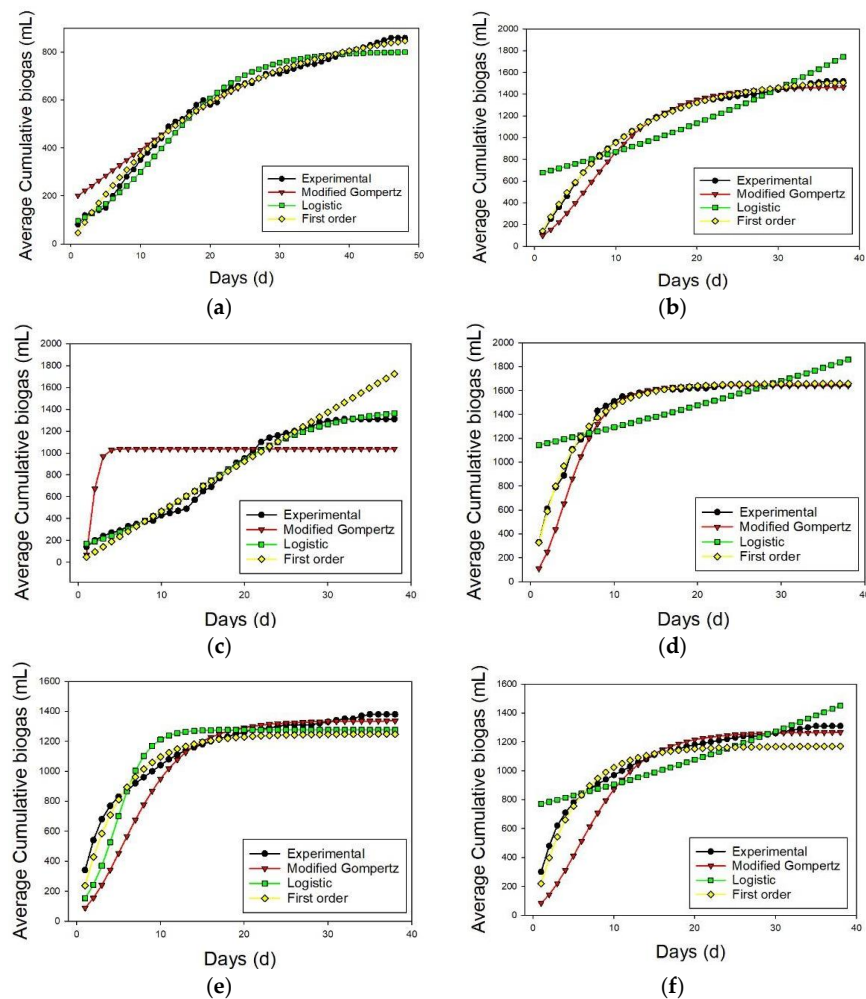 Average Cumulative biogas (mL)
800
600
400
200
0
0
10
20
30
40
50
Experimental
Modified Gompertz
Logistic
First order
Days (d)
(a)
Average Cumulative biogas (mL)
2000
1800
1600
1400
1200
1000
800
600
400
200
0
0
10
20
30
40
Experimental
Modified Gompertz
Logistic
First order
Days (d)
(b)
Average Cumulative biogas (mL)
2000
1800
1600
1400
1200
1000
800
600
400
200
0
0
10
20
30
40
Experimental
Modified Gompertz
Logistic
First order
Days (d)
(c)
Average Cumulative biogas (mL)
2000
1800
1600
1400
1200
1000
800
600
400
200
0
0
10
20
30
40
Experimental
Modified Gompertz
Logistic
First order
Days (d)
(d)
Average Cumulative biogas (mL)
1600
1400
1200
1000
800
600
400
200
0
0
10
20
30
40
Experimental
Modified Gompertz
Logistic
First order
Days (d)
(e)
Average Cumulative biogas (mL)
1600
1400
1200
1000
800
600
400
200
0
0
10
20
30
40
Experimental
Modified Gompertz
Logistic
First order
Days (d)
(f)